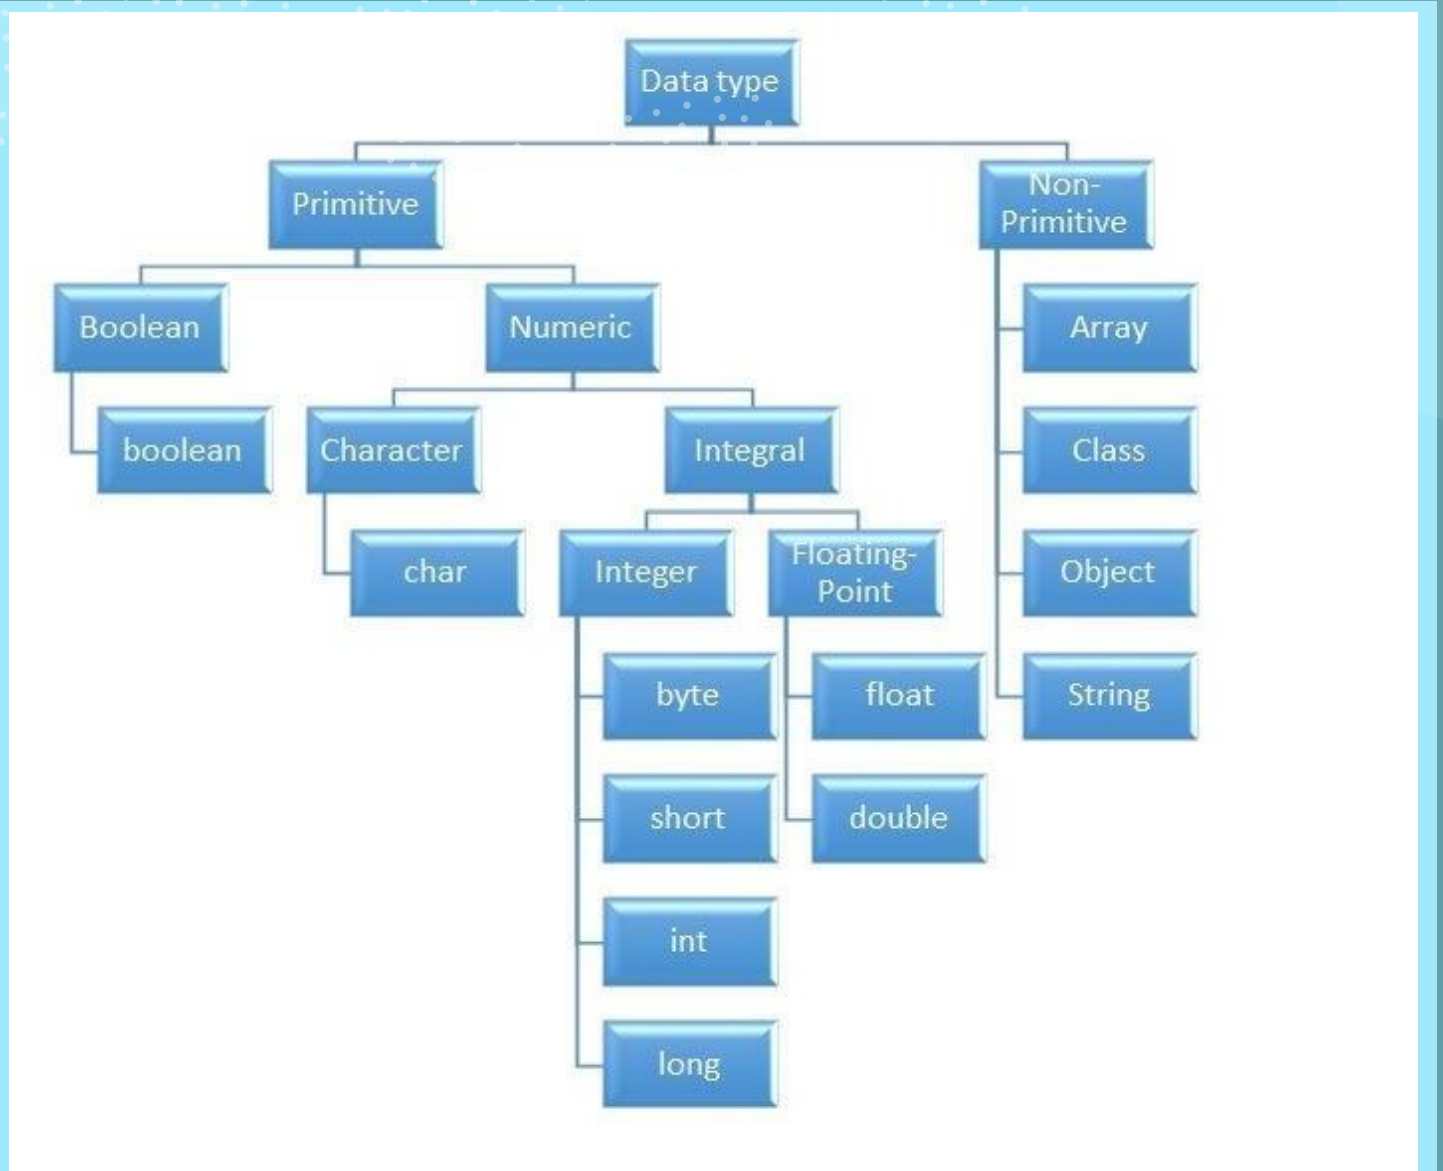 Data type
Primitive
Non-
Primitive
Boolean
Numeric
Array
boolean
Character
Integral
Class
char
Integer
Floating-
Point
Object
byte
float
String
short
double
int
long